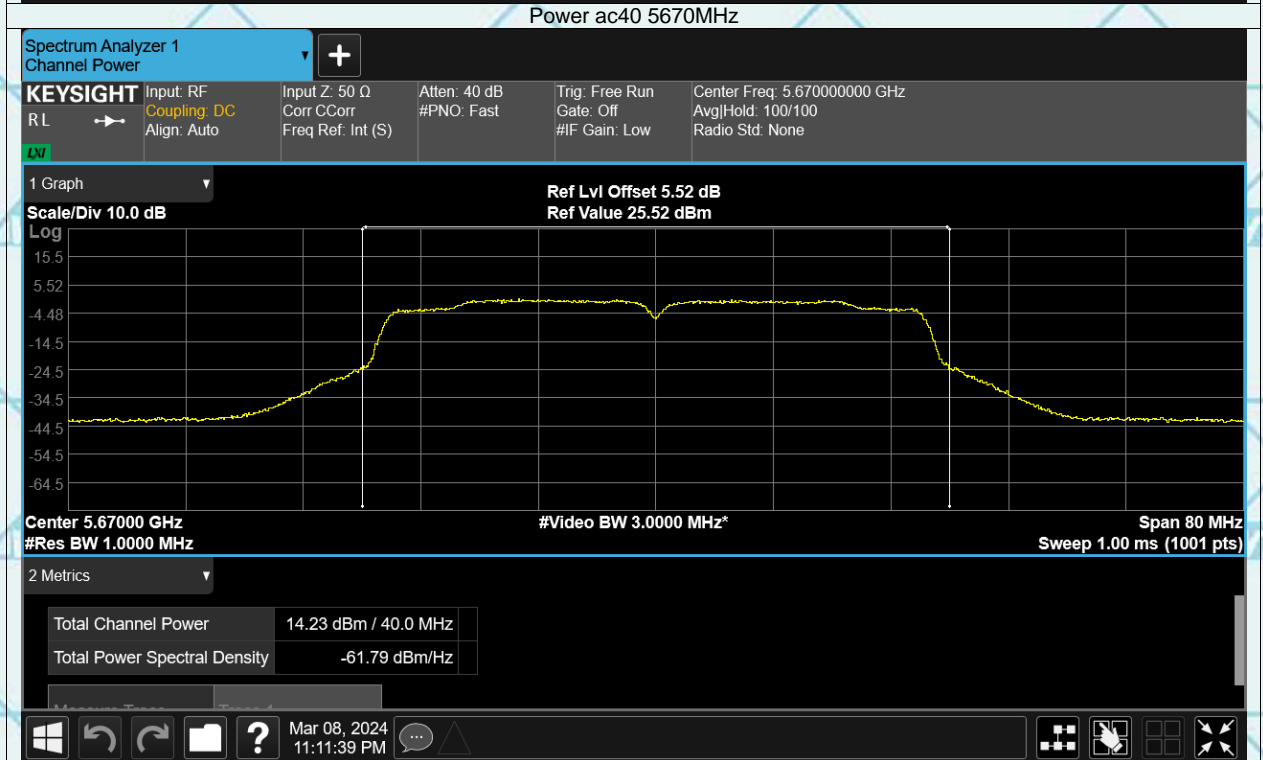 Power ac40 5670MHz
Spectrum Analyzer 1
Channel Power
+
KEYSIGHT
R L
LXI
Input: RF
Coupling: DC
Align: Auto
Input Z: 50 Ω
Corr CCorr
Freq Ref: Int (S)
Atten: 40 dB
#PNO: Fast
Trig: Free Run
Gate: Off
#IF Gain: Low
Center Freq: 5.670000000 GHz
Avg|Hold: 100/100
Radio Std: None
1 Graph
Scale/Div 10.0 dB
Ref Lvl Offset 5.52 dB
Ref Value 25.52 dBm
Log
15.5
5.52
-4.48
-14.5
-24.5
-34.5
-44.5
-54.5
-64.5
Center 5.67000 GHz
#Res BW 1.0000 MHz
#Video BW 3.0000 MHz*
Span 80 MHz
Sweep 1.00 ms (1001 pts)
2 Metrics
Total Channel Power 14.23 dBm / 40.0 MHz
Total Power Spectral Density -61.79 dBm/Hz
?
Mar 08, 2024
11:11:39 PM